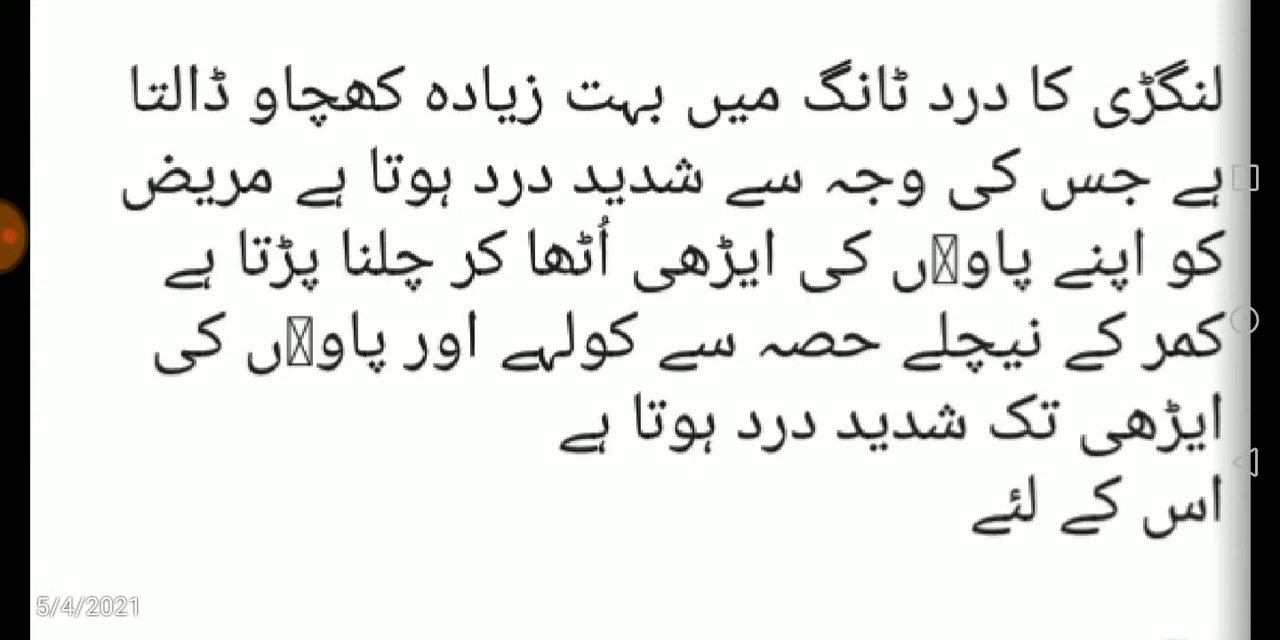 لنگڑی کا درد ٹانگ میں بہت زیادہ کھچاو ڈالتا
ہے جس کی وجہ سے شدید درد ہوتا ہے مریض
کو اپنے پاو▯ں کی ایڑھی اُٹھا کر چلنا پڑتا ہے
کمر کے نیچلے حصہ سے کولہے اور پاو▯ں کی
ایڑھی تک شدید درد ہوتا ہے
اس کے لئے
5/4/2021